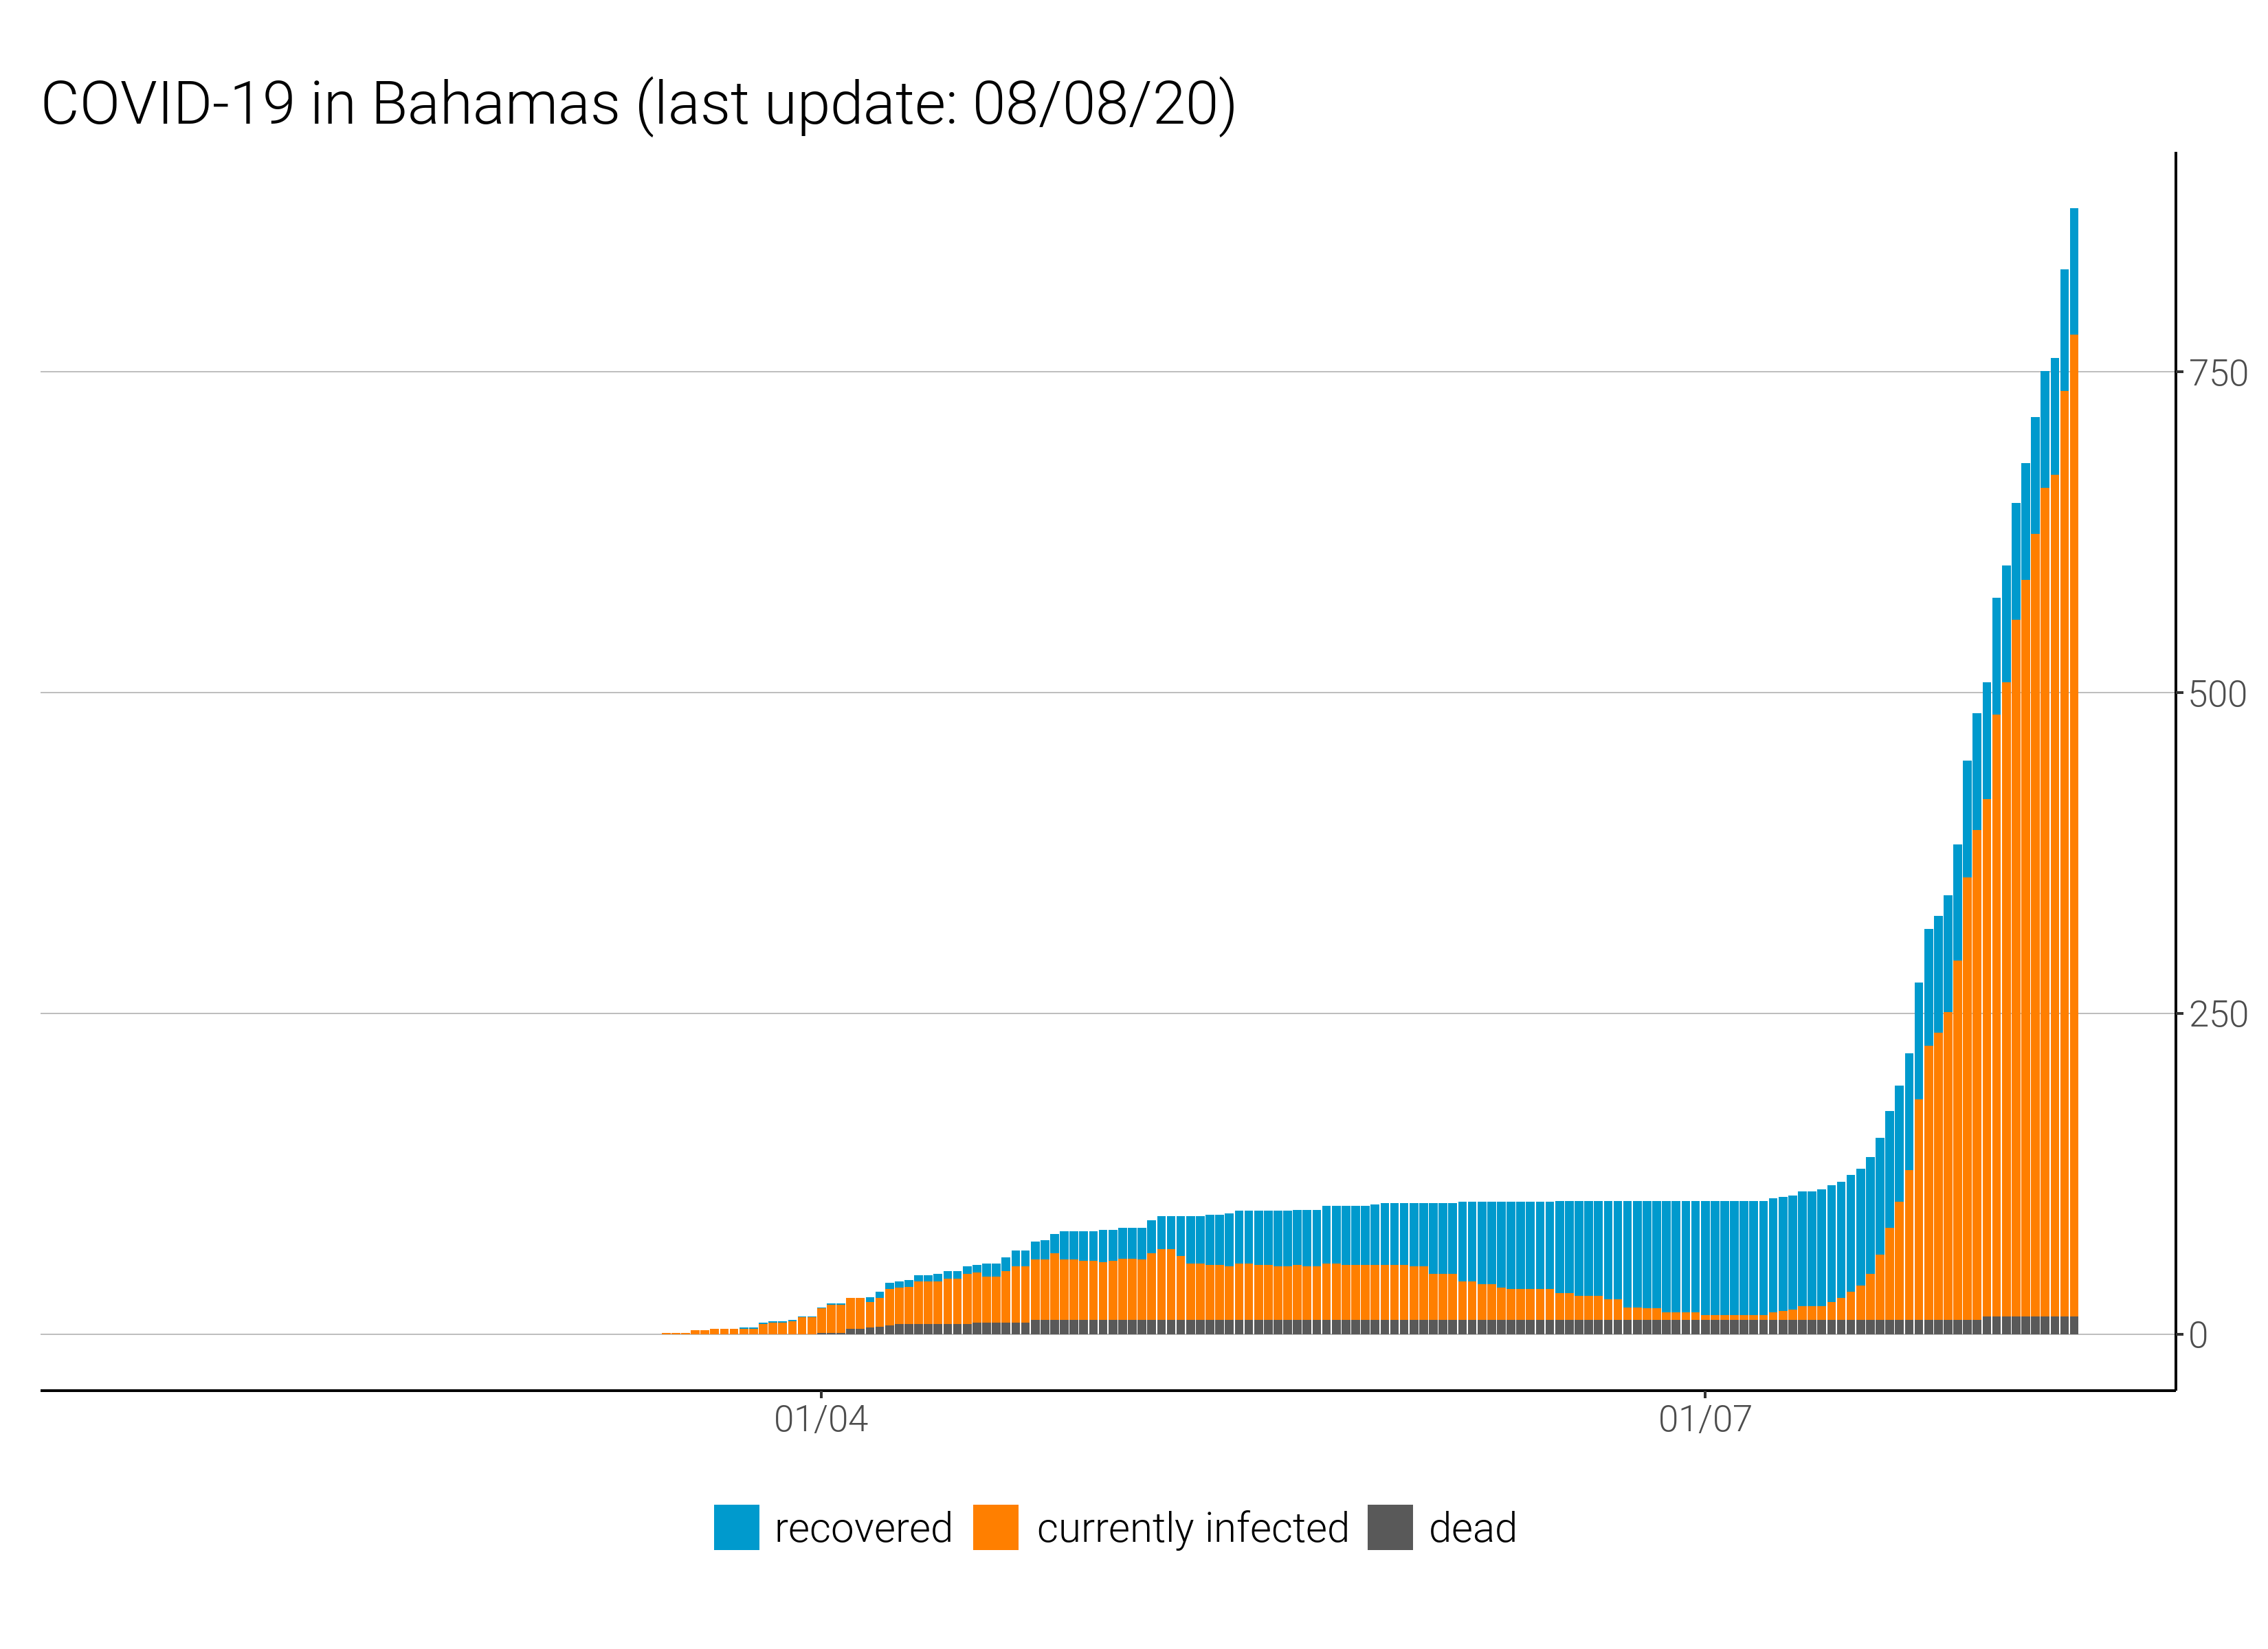 COVID-19 in Bahamas (last update: 08/08/20)
750
500
250
0
01/04 01/07
recovered currently infected dead